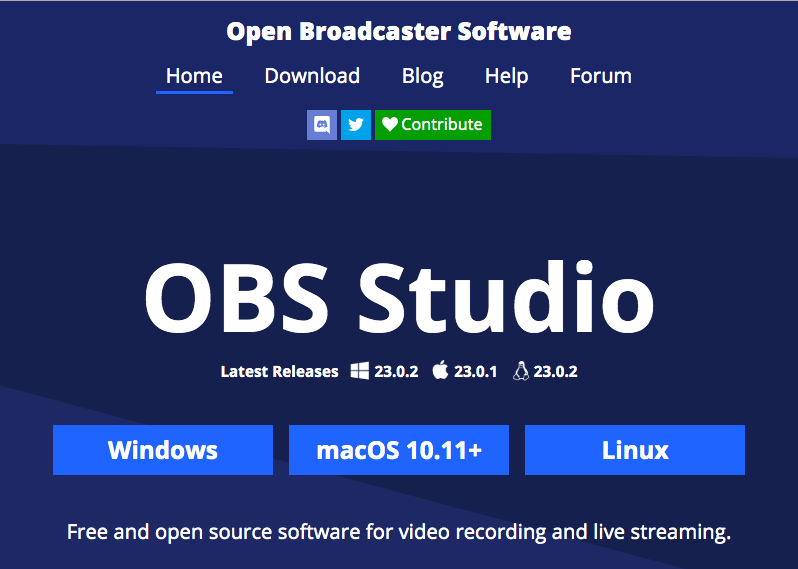 Open Broadcaster Software
Home Download Blog Help Forum
Contribute
OBS Studio
Latest Releases 23.0.2 23.0.1 23.0.2
Windows macOS 10.11+ Linux
Free and open source software for video recording and live streaming.